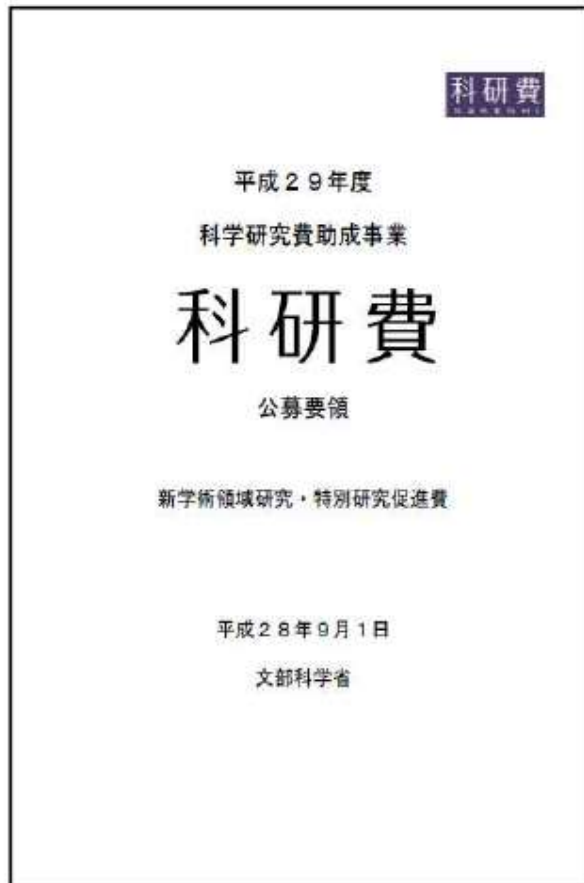 科研費
平成２９年度
科学研究費助成事業
科研費
公募要領
新学術領域研究・特別研究促進費
平成２８年９月１日
文部科学省